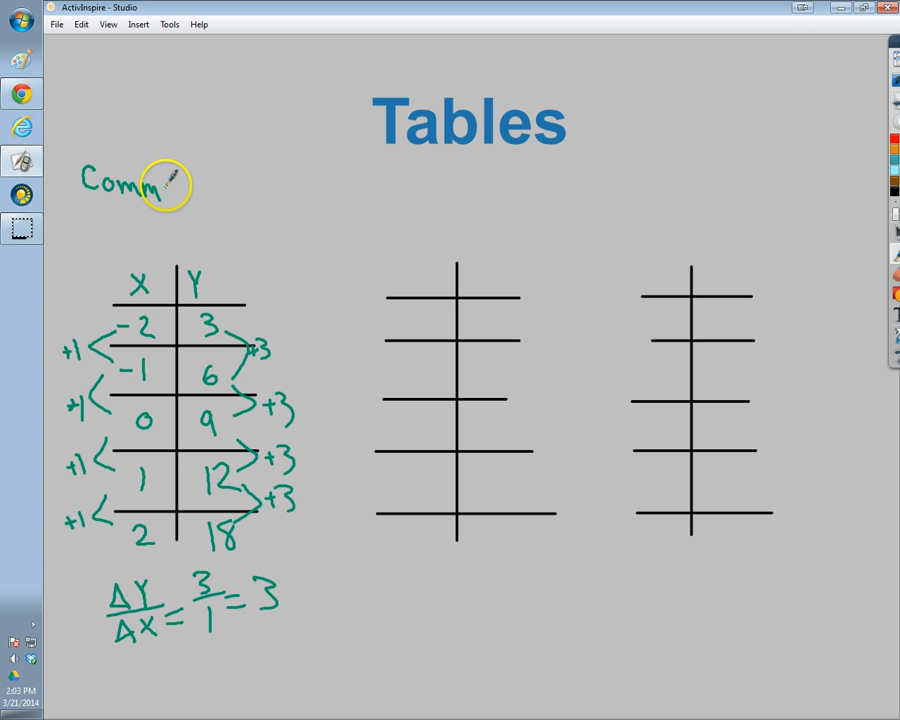 ActivInspire - Studio
File Edit View Insert Tools Help
Tables
Comm
X Y
-2 3
+1 +3
-1 6
+1 +3
0 9
+1 +3
1 12
+1 +3
2 18
ΔY/ΔX = 3/1 = 3
2:03 PM
3/21/2014